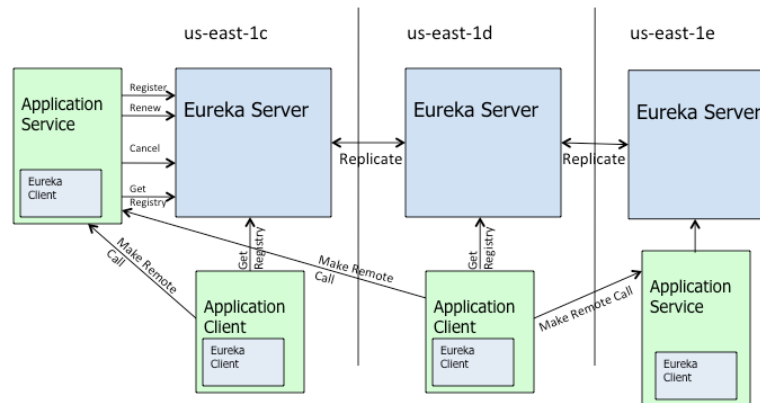 us-east-1c
us-east-1d
us-east-1e
Application
Service
Eureka
Client
Register
Renew
Cancel
Get
Registry
Eureka Server
Replicate
Eureka Server
Replicate
Eureka Server
Make Remote
Call
Get
Registry
Make Remote
Call
Get
Registry
Make Remote Call
Application
Client
Eureka
Client
Application
Client
Eureka
Client
Application
Service
Eureka
Client